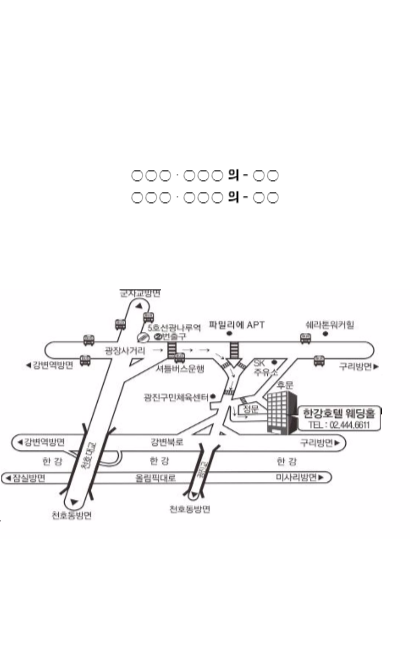 ○○○ · ○○○ 의 - ○○
○○○ · ○○○ 의 - ○○
군자교방면
5호선광나루역
②번출구
파밀리에 APT
쉐라톤워커힐
광장사거리
◀강변역방면
셔틀버스운행
SK
주유소
구리방면▶
후문
광진구민체육센터
정문
한강호텔 웨딩홀
TEL : 02.444.6611
◀강변역방면
강변북로
구리방면▶
천호대교
한 강
한 강
한 강
◀잠실방면
올림픽대로
미사리방면▶
천호동방면
천호동방면